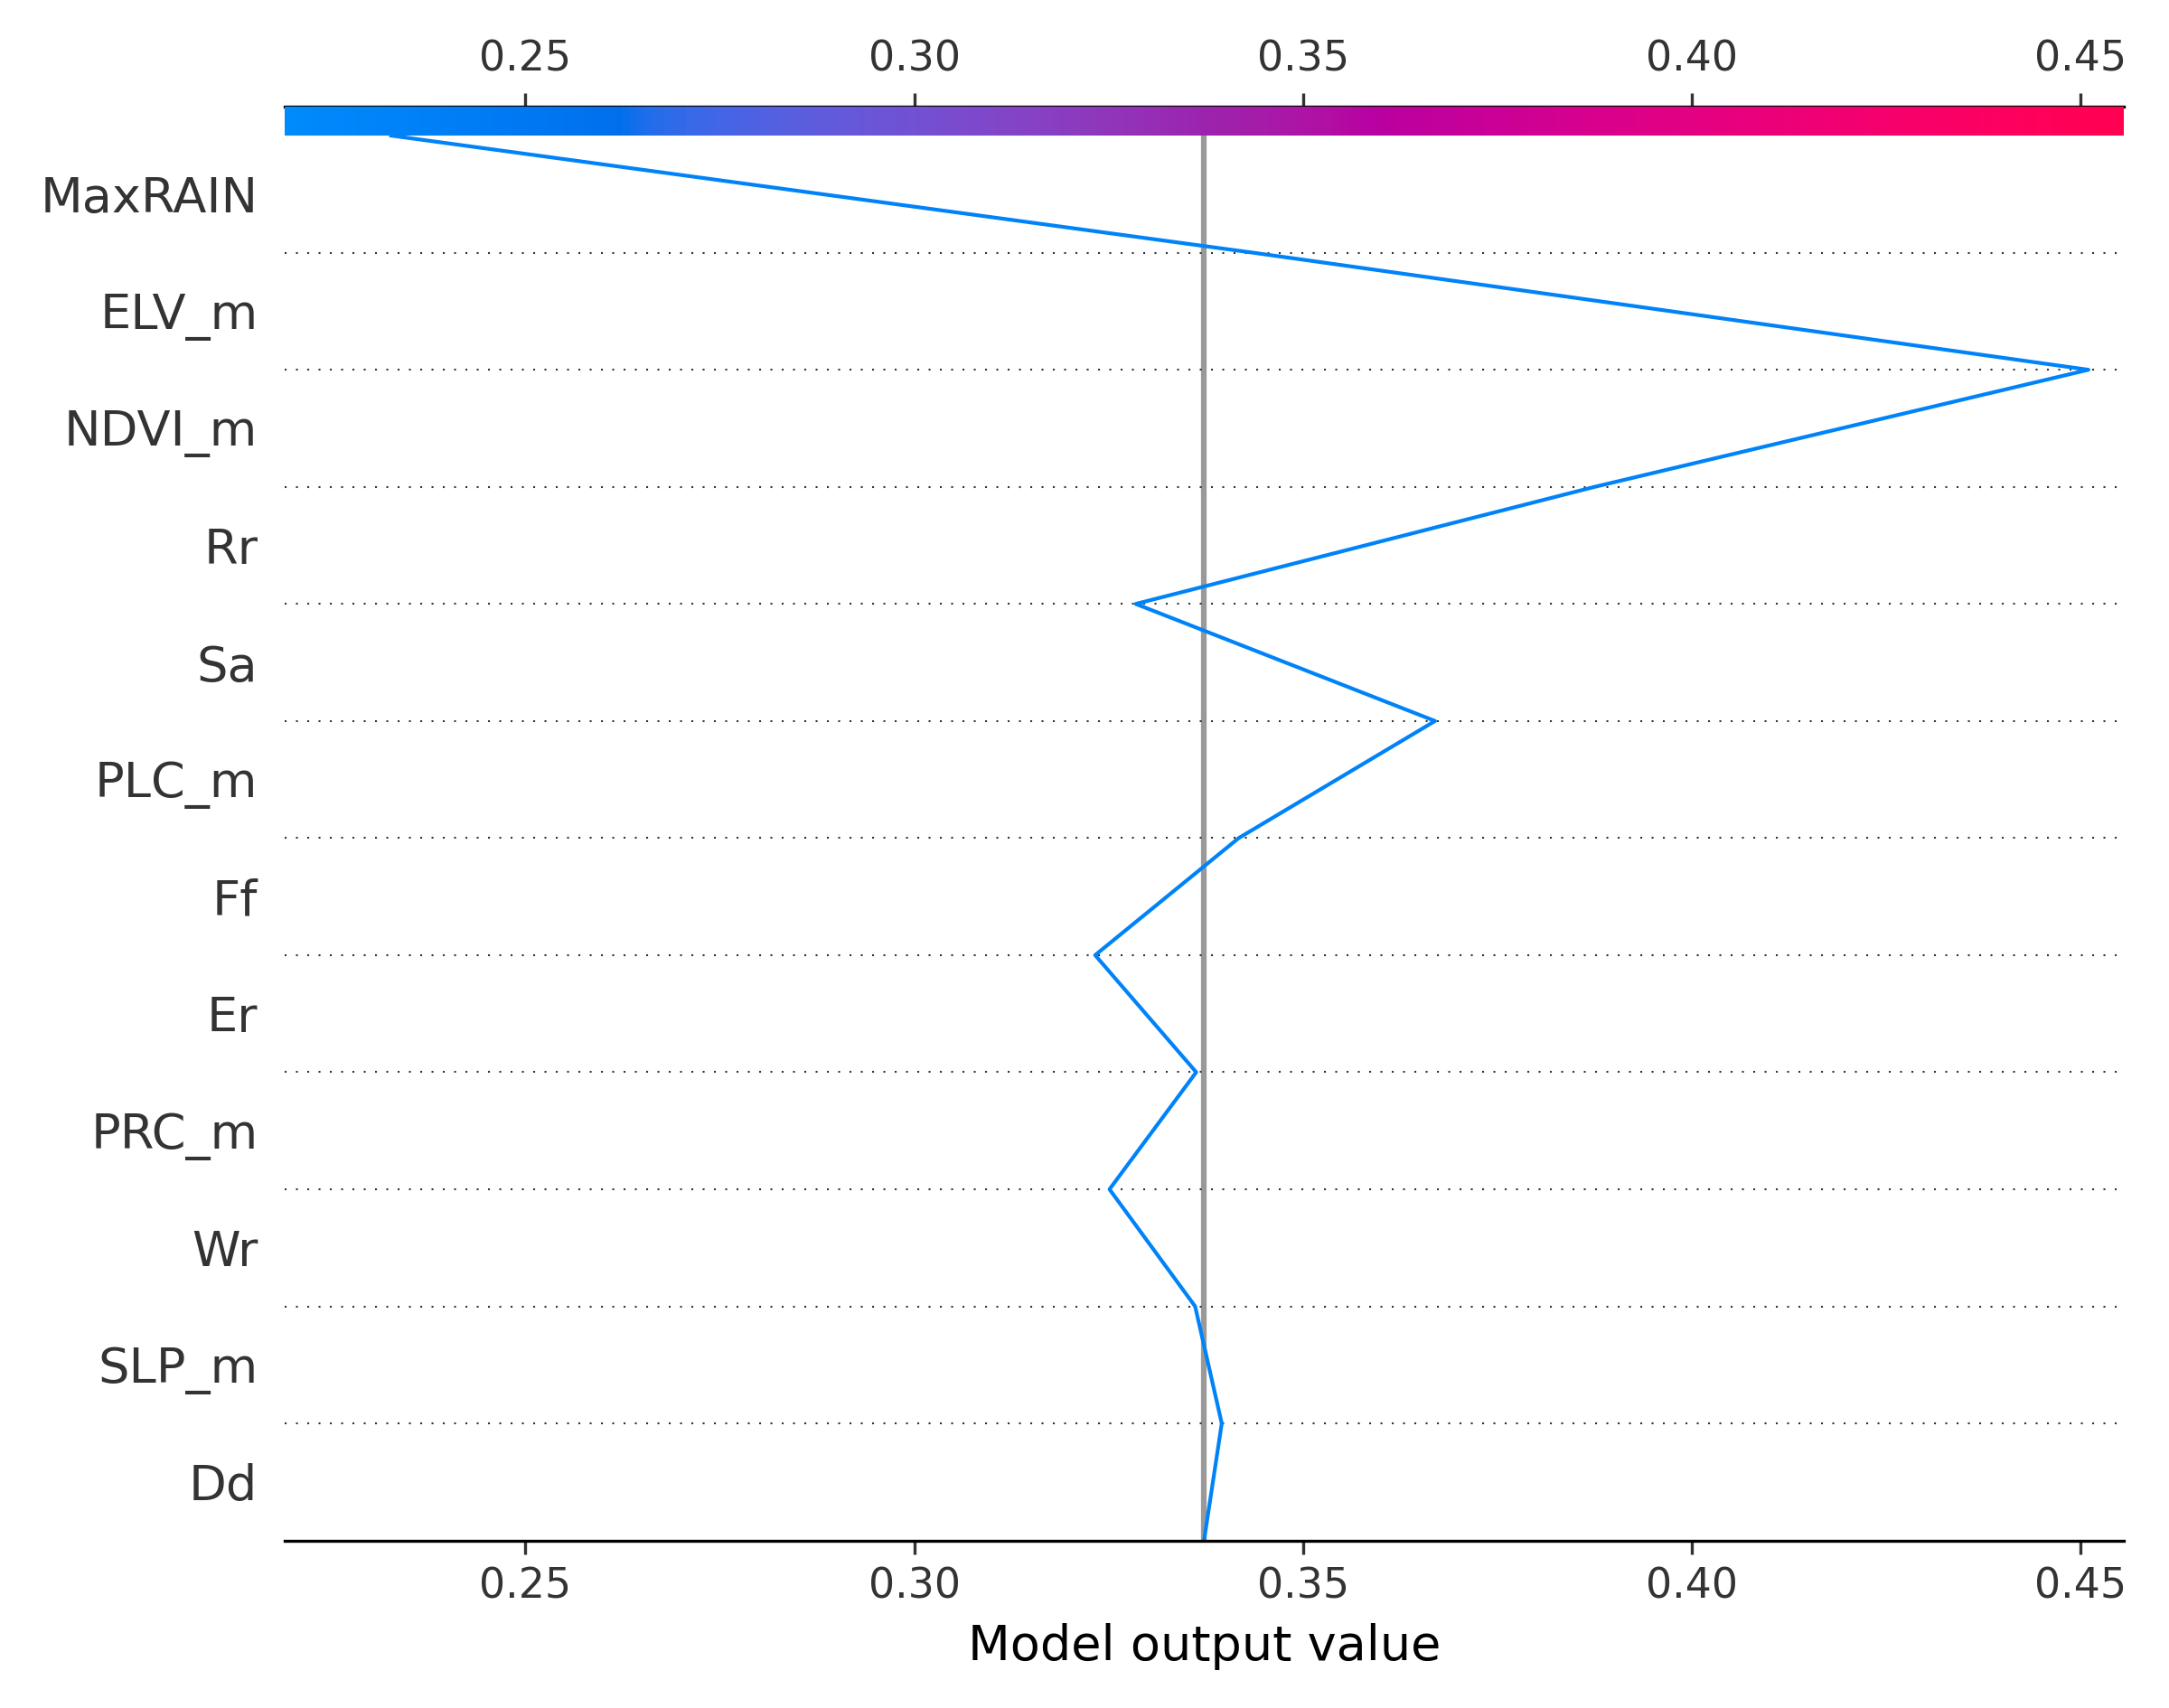 0.25 0.30 0.35 0.40 0.45
MaxRAIN
ELV_m
NDVI_m
Rr
Sa
PLC_m
Ff
Er
PRC_m
Wr
SLP_m
Dd
0.25 0.30 0.35 0.40 0.45
Model output value